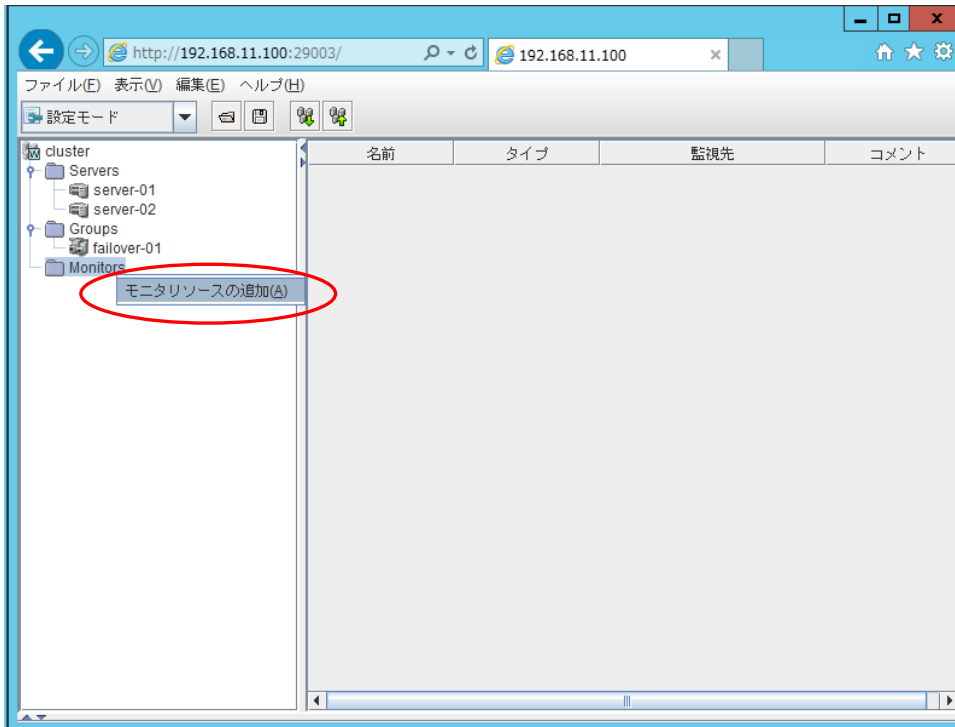 http://192.168.11.100:29003/
192.168.11.100
ファイル(F) 表示(V) 編集(E) ヘルプ(H)
設定モード
cluster
Servers
server-01
server-02
Groups
failover-01
Monitors
モニタリソースの追加(A)
名前 タイプ 監視先 コメント